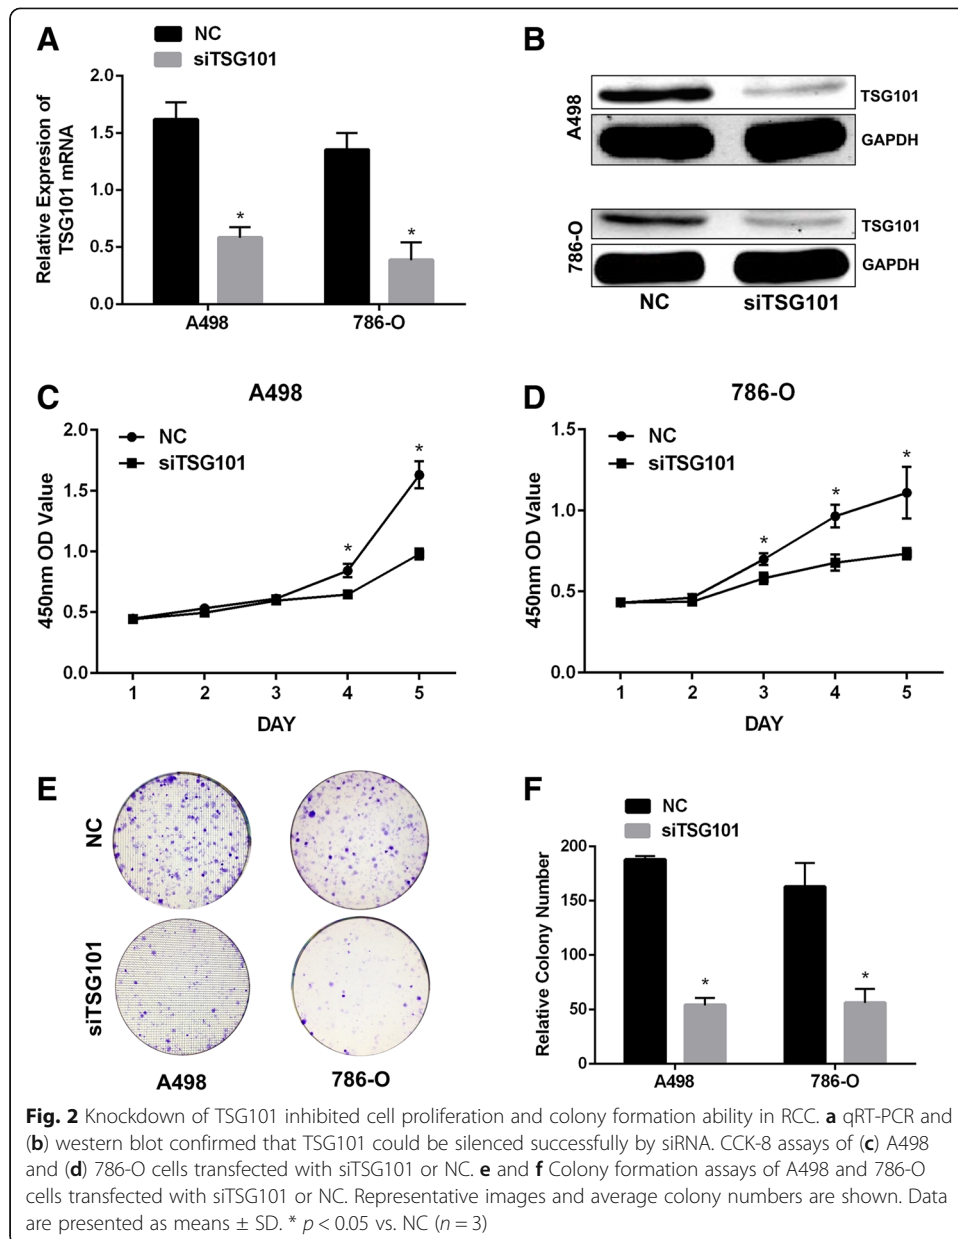 A
NC
siTSG101
Relative Expresion of
TSG101 mRNA
2.0
1.5
1.0
0.5
0.0
*
*
A498
786-O
B
A498
TSG101
GAPDH
786-O
TSG101
GAPDH
NC
siTSG101
C
A498
NC
siTSG101
450nm OD Value
2.0
1.5
1.0
0.5
0.0
*
*
1 2 3 4 5
DAY
D
786-O
NC
siTSG101
450nm OD Value
1.5
1.0
0.5
0.0
*
*
*
1 2 3 4 5
DAY
E
NC
siTSG101
A498
786-O
F
NC
siTSG101
Relative Colony Number
200
150
100
50
0
*
*
A498
786-O
Fig. 2 Knockdown of TSG101 inhibited cell proliferation and colony formation ability in RCC. a qRT-PCR and
(b) western blot confirmed that TSG101 could be silenced successfully by siRNA. CCK-8 assays of (c) A498
and (d) 786-O cells transfected with siTSG101 or NC. e and f Colony formation assays of A498 and 786-O
cells transfected with siTSG101 or NC. Representative images and average colony numbers are shown. Data
are presented as means ± SD. * p < 0.05 vs. NC (n = 3)